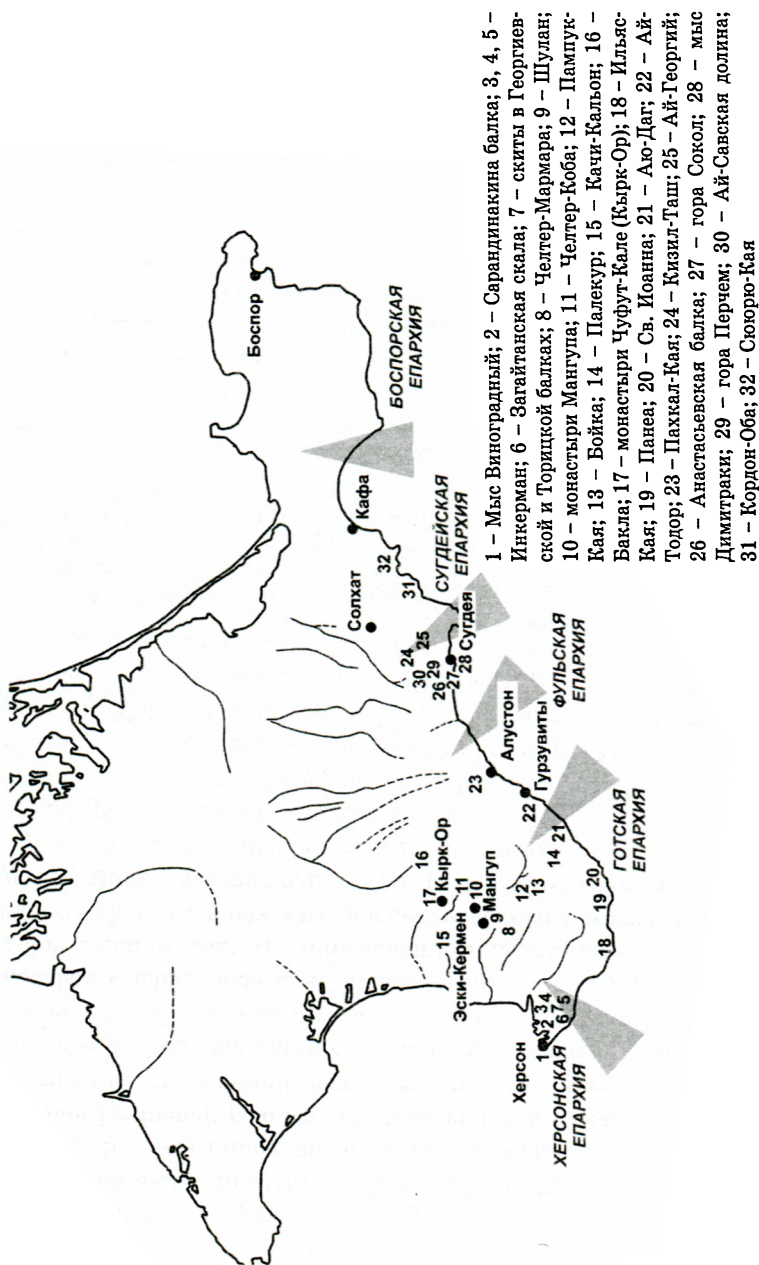 Боспор
БОСПОРСКАЯ
ЕПАРХИЯ
Кафа
32
31
СУГДЕЙСКАЯ
ЕПАРХИЯ
Солхат
24
25
30
29
26
27
28 Сугдея
ФУЛЬСКАЯ
ЕПАРХИЯ
Алустон
23
Гурзувиты
22
ГОТСКАЯ
ЕПАРХИЯ
21
14
20
19
18
16
17
Кырк-Ор
11
10
Мангуп
9
8
12
13
15
Эски-Кермен
Херсон
1
2
3
4
5
6
7
ХЕРСОНСКАЯ
ЕПАРХИЯ
1 – Мыс Виноградный; 2 – Сарандинакина балка; 3, 4, 5 –
Инкерман; 6 – Загайтанская скала; 7 – скиты в Георгиев-
ской и Торицкой балках; 8 – Челтер-Мармара; 9 – Шулан;
10 – монастыри Мангупа; 11 – Челтер-Коба; 12 – Пампук-
Кая; 13 – Бойка; 14 – Палекур; 15 – Качи-Кальон; 16 –
Бакла; 17 – монастыри Чуфут-Кале (Кырк-Ор); 18 – Ильяс-
Кая; 19 – Панеа; 20 – Св. Иоанна; 21 – Аю-Даг; 22 – Ай-
Тодор; 23 – Пахкал-Кая; 24 – Кизил-Таш; 25 – Ай-Георгий;
26 – Анастасьевская балка; 27 – гора Сокол; 28 – мыс
Димитраки; 29 – гора Перчем; 30 – Ай-Савская долина;
31 – Кордон-Оба; 32 – Сюрю-Кая